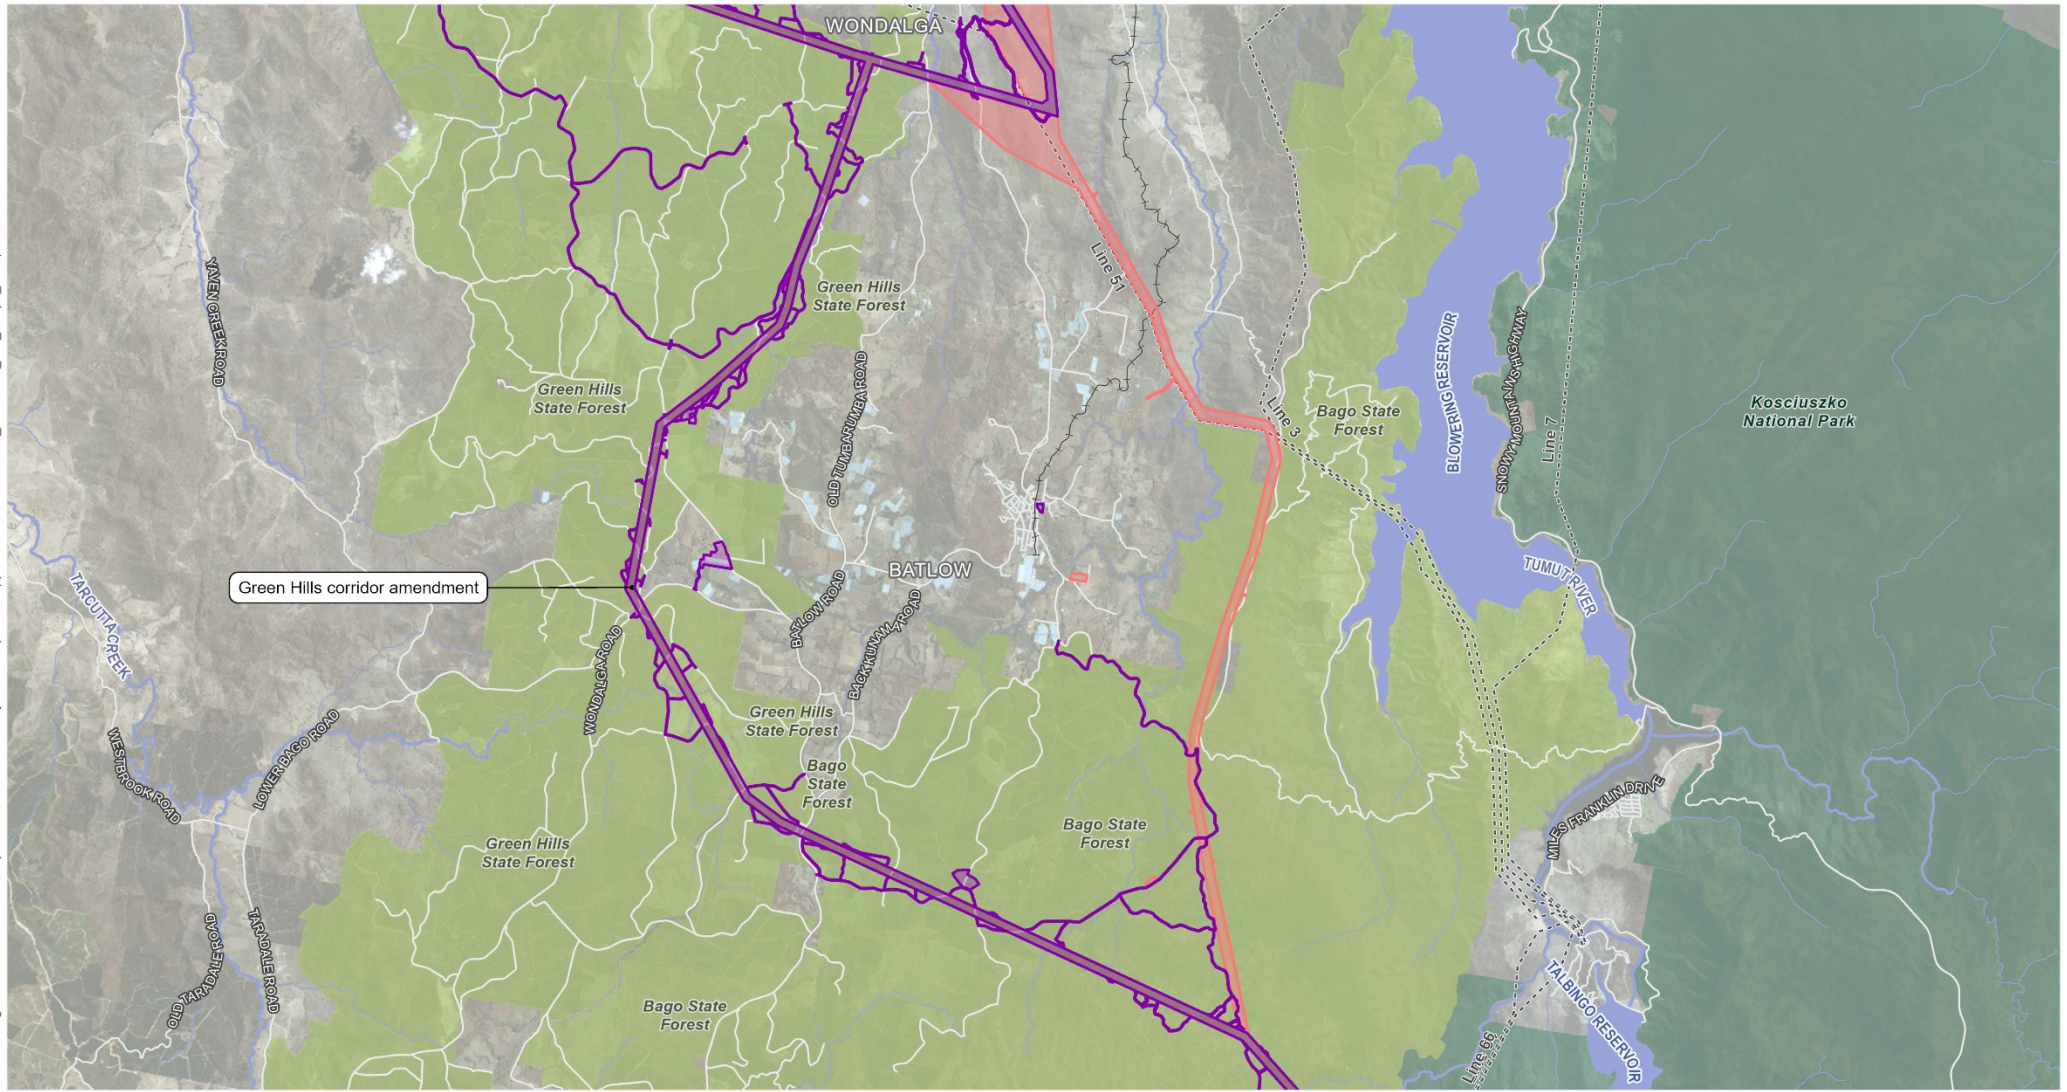 WONDALGA
Line 51
YAVEN CREEK ROAD
Green Hills
State Forest
Green Hills
State Forest
OLD TUMBARUMBA ROAD
Line 3
Bago State
Forest
BLOWERING RESERVOIR
SNOWY MOUNTAINS HIGHWAY
Line 7
Kosciuszko
National Park
Green Hills corridor amendment
BATLOW
TARCUTTA CREEK
BATLOW ROAD
BACK KUNAMA ROAD
TUMUT RIVER
WONDALGA ROAD
LOWER BAGO ROAD
WESTBROOK ROAD
Green Hills
State Forest
Bago
State
Forest
Green Hills
State Forest
Bago State
Forest
MILES FRANKLIN DRIVE
OLD TARADALE ROAD
TARADALE ROAD
Bago State
Forest
TALBINGO RESERVOIR
Line 66